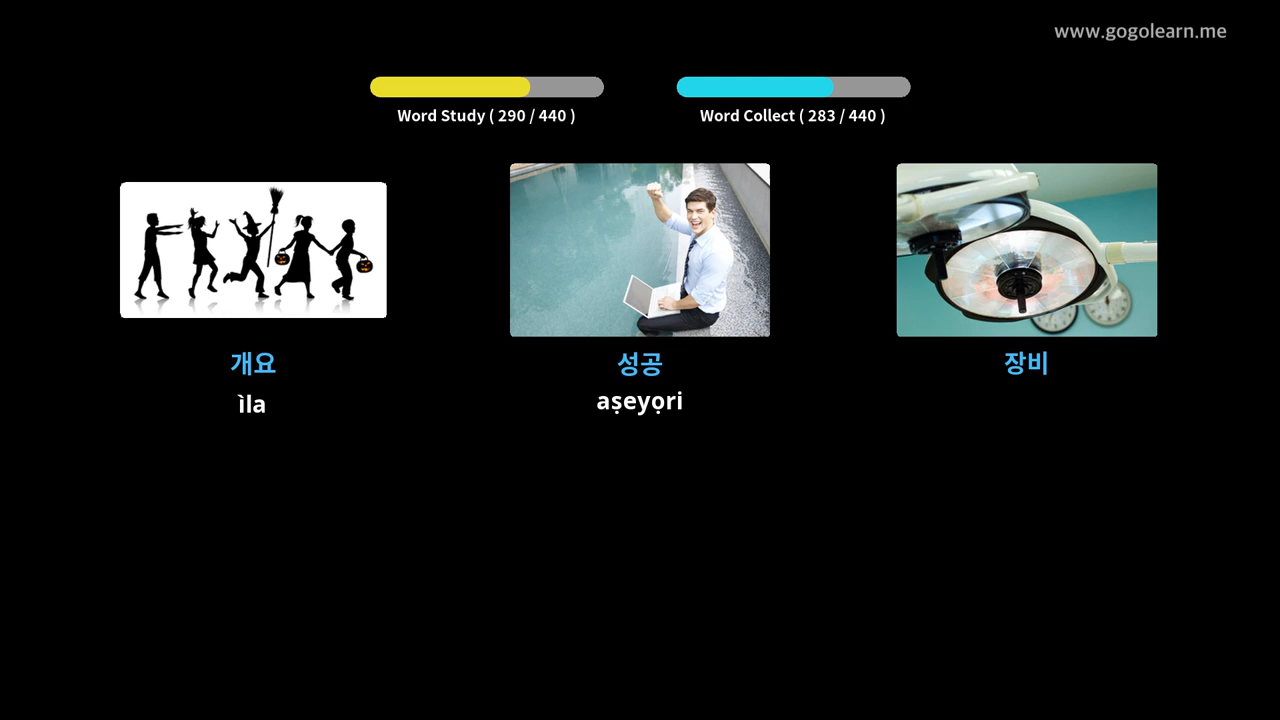 www.gogolearn.me
Word Study ( 290 / 440 )
Word Collect ( 283 / 440 )
개요
성공
장비
ìla
aṣeyọri